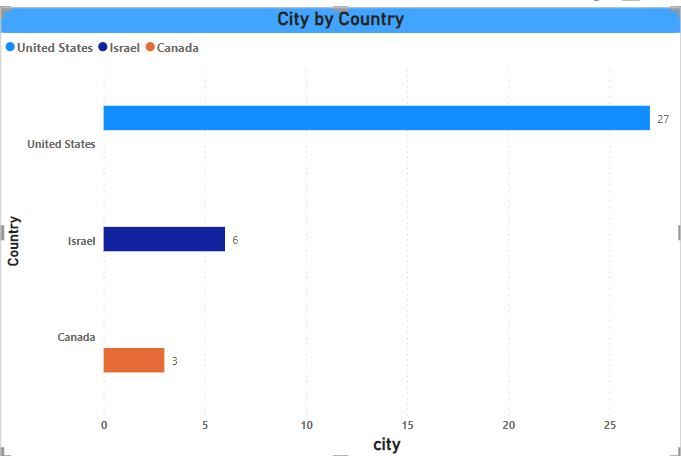 City by Country
United States Israel Canada
27
United States
Israel
6
Country
Canada
3
0 5 10 15 20 25
city